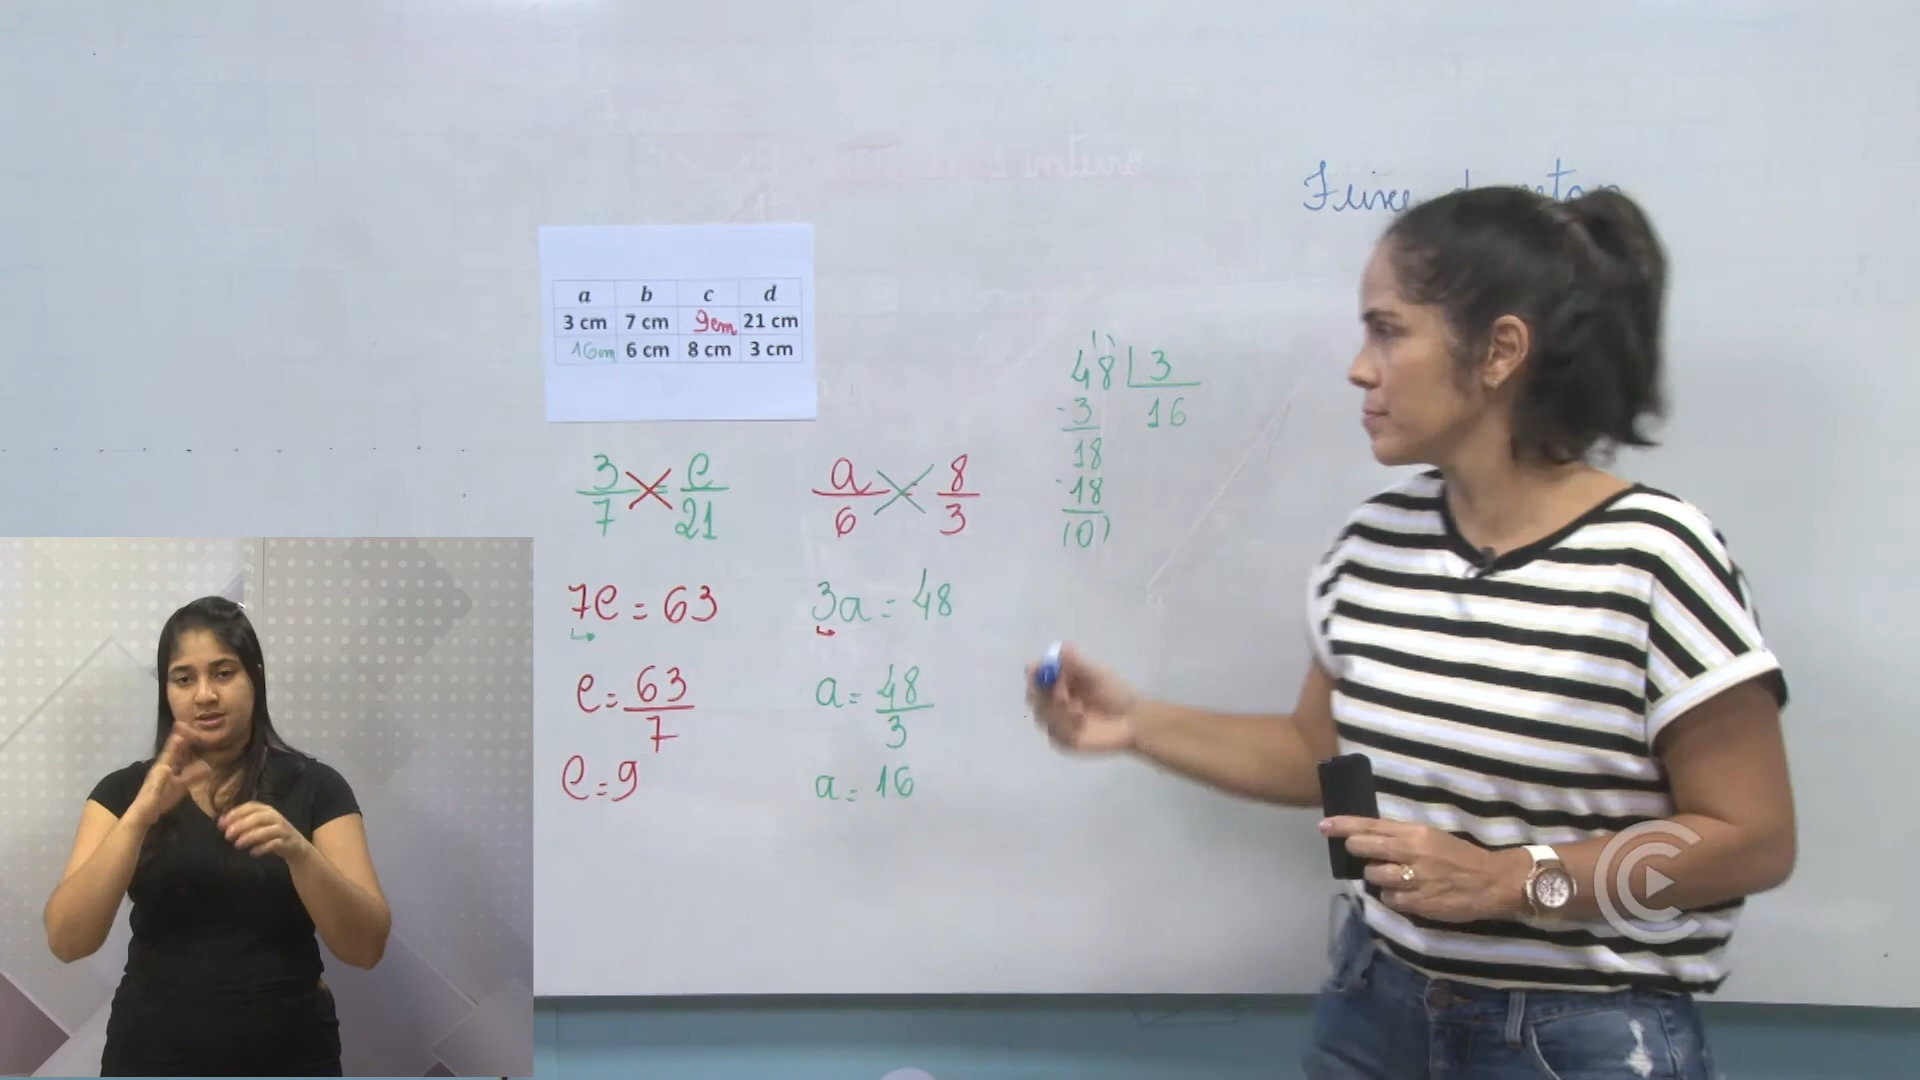 a b c d
3 cm 7 cm 9cm 21 cm
16cm 6 cm 8 cm 3 cm
3/7 = c/21
7c = 63
c = 63/7
c = 9
a/6 = 8/3
3a = 48
a = 48/3
a = 16
48 | 3
-3 16
18
-18
(0)
Feixe